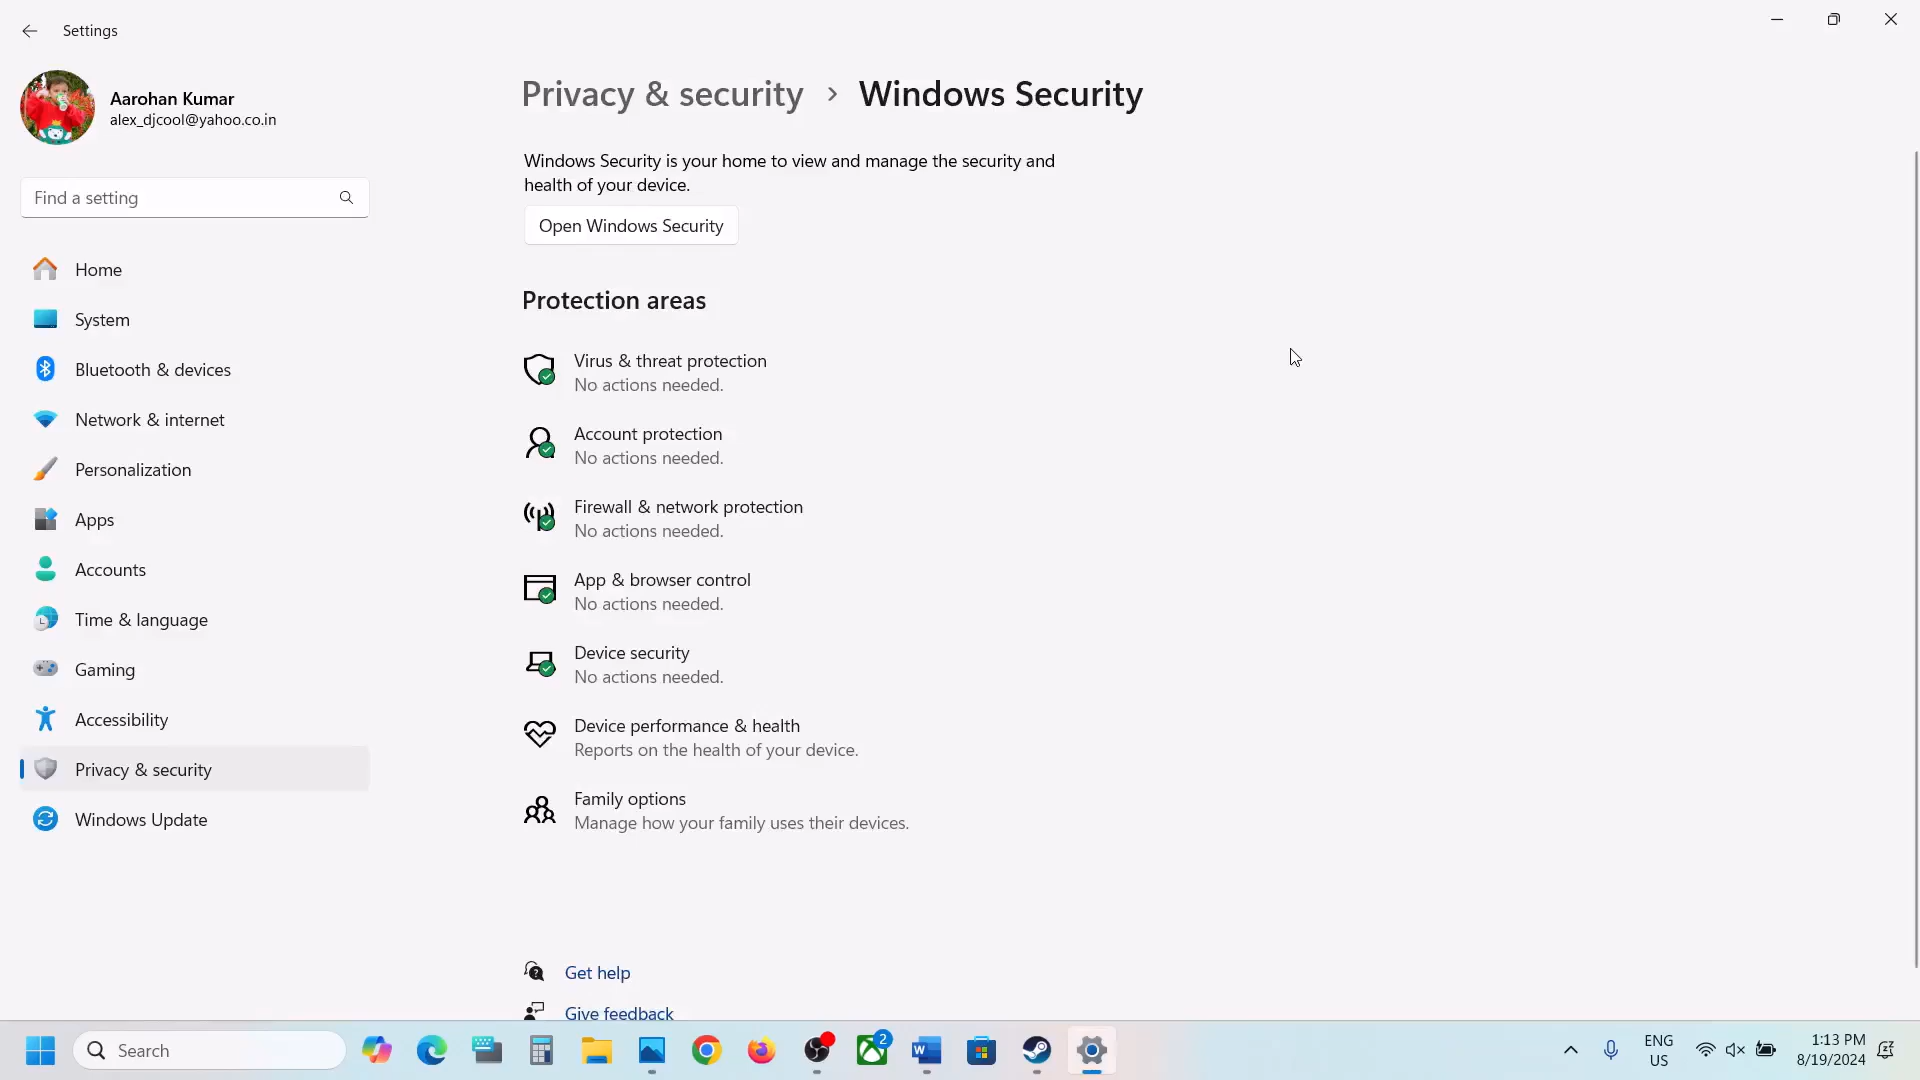 Settings
Aarohan Kumar
alex_djcool@yahoo.co.in
Find a setting
Home
System
Bluetooth & devices
Network & internet
Personalization
Apps
Accounts
Time & language
Gaming
Accessibility
Privacy & security
Windows Update
Privacy & security > Windows Security
Windows Security is your home to view and manage the security and
health of your device.
Open Windows Security
Protection areas
Virus & threat protection
No actions needed.
Account protection
No actions needed.
Firewall & network protection
No actions needed.
App & browser control
No actions needed.
Device security
No actions needed.
Device performance & health
Reports on the health of your device.
Family options
Manage how your family uses their devices.
Get help
Give feedback
Search
2
ENG
US
1:13 PM
8/19/2024